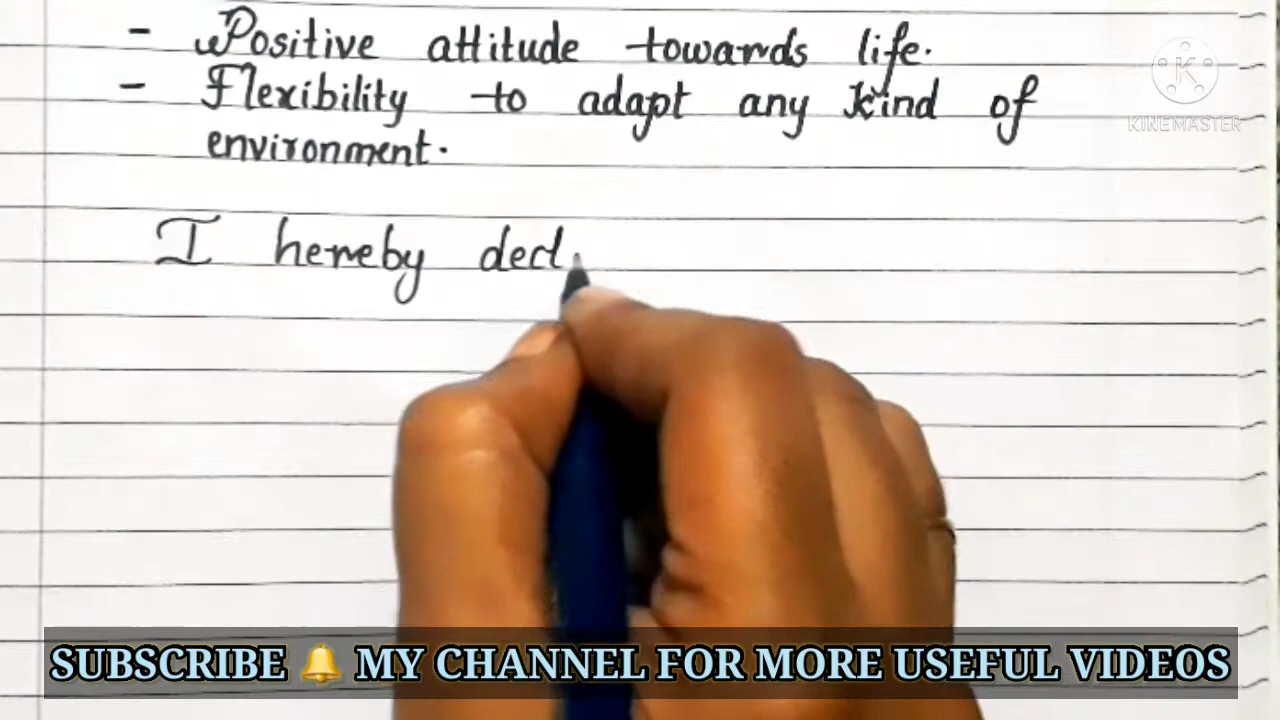 - Positive attitude towards life.
- Flexibility to adapt any kind of
environment.
I hereby decl
KINEMASTER
SUBSCRIBE 🔔 MY CHANNEL FOR MORE USEFUL VIDEOS